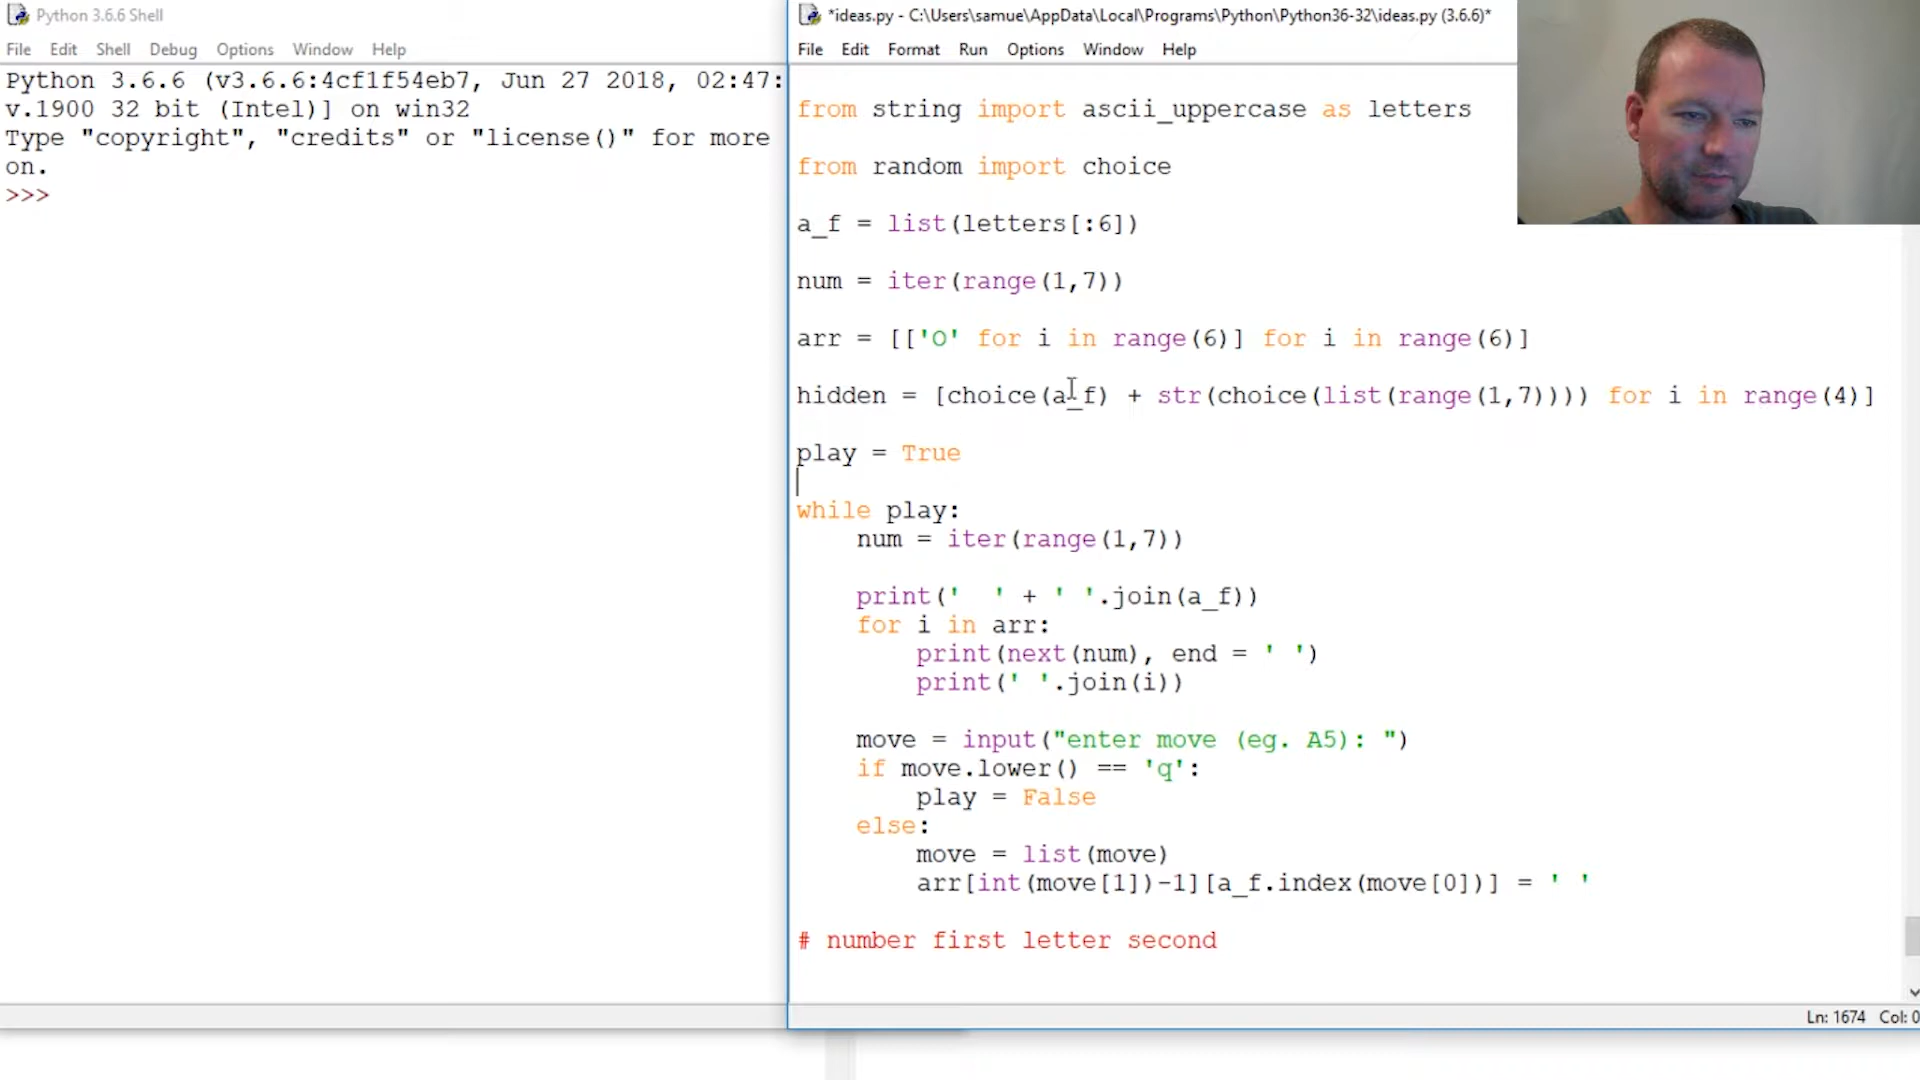 Python 3.6.6 Shell
File Edit Shell Debug Options Window Help
Python 3.6.6 (v3.6.6:4cf1f54eb7, Jun 27 2018, 02:47:
v.1900 32 bit (Intel)] on win32
Type "copyright", "credits" or "license()" for more
on.
>>>
*ideas.py - C:\Users\samue\AppData\Local\Programs\Python\Python36-32\ideas.py (3.6.6)*
File Edit Format Run Options Window Help
from string import ascii_uppercase as letters
from random import choice
a_f = list(letters[:6])
num = iter(range(1,7))
arr = [['O' for i in range(6)] for i in range(6)]
hidden = [choice(a_f) + str(choice(list(range(1,7)))) for i in range(4)]
play = True
while play:
    num = iter(range(1,7))
    print('  ' + ' '.join(a_f))
    for i in arr:
        print(next(num), end = ' ')
        print(' '.join(i))
    move = input("enter move (eg. A5): ")
    if move.lower() == 'q':
        play = False
    else:
        move = list(move)
        arr[int(move[1])-1][a_f.index(move[0])] = ' '
# number first letter second
Ln: 1674 Col: 0